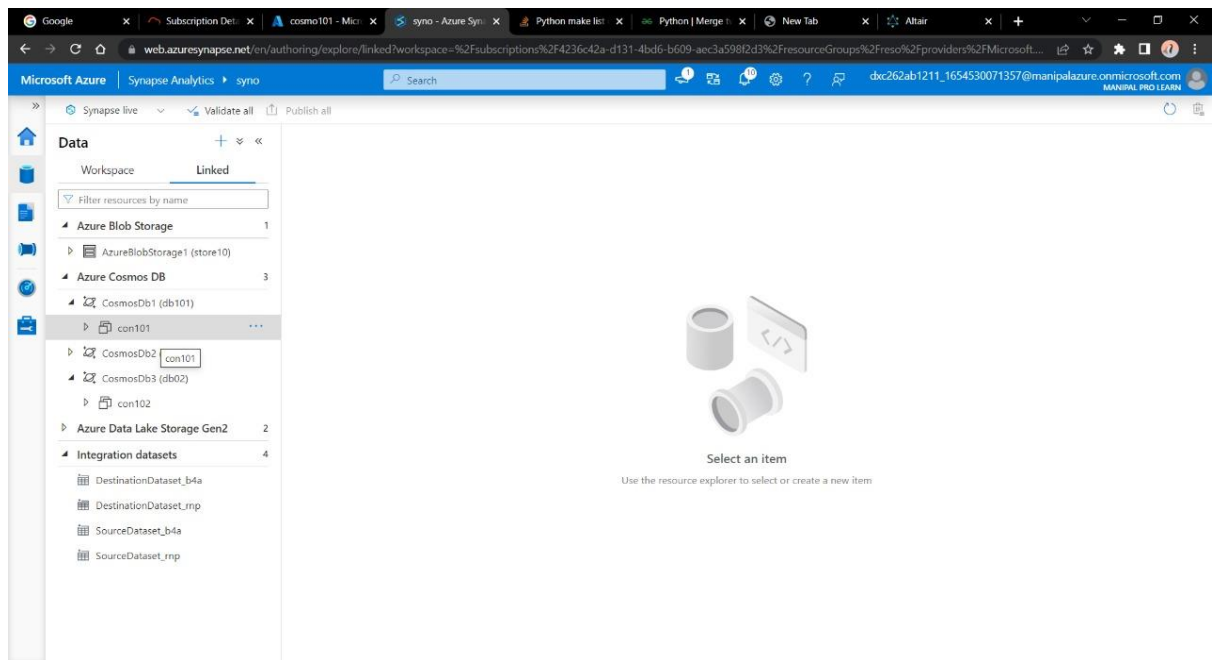 Google
Subscription Deta
cosmo101 - Micr
syno - Azure Syn
Python make list
Python | Merge t
New Tab
Altair
web.azuresynapse.net/en/authoring/explore/linked?workspace=%2Fsubscriptions%2F4236c42a-d131-4bd6-b609-aec3a598f2d3%2FresourceGroups%2Freso%2Fproviders%2FMicrosoft....
Microsoft Azure
Synapse Analytics
syno
Search
1
10
dxc262ab1211_1654530071357@manipalazure.onmicrosoft.com
MANIPAL PRO LEARN
Synapse live
Validate all
Publish all
Data
Workspace
Linked
Filter resources by name
Azure Blob Storage 1
AzureBlobStorage1 (store10)
Azure Cosmos DB 3
CosmosDb1 (db101)
con101
CosmosDb2
con101
CosmosDb3 (db02)
con102
Azure Data Lake Storage Gen2 2
Integration datasets 4
DestinationDataset_b4a
DestinationDataset_rnp
SourceDataset_b4a
SourceDataset_rnp
Select an item
Use the resource explorer to select or create a new item